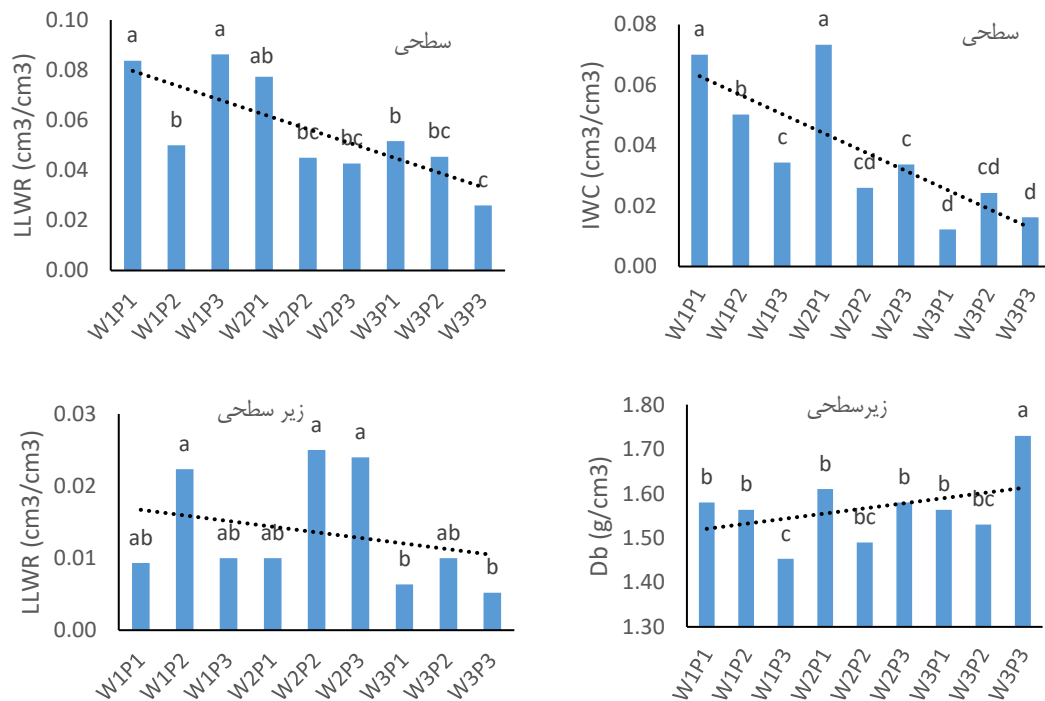 سطحی
LLWR (cm3/cm3)
0.10
0.08
0.06
0.04
0.02
0.00
a
b
a
ab
bc
bc
b
bc
c
W1P1
W1P2
W1P3
W2P1
W2P2
W2P3
W3P1
W3P2
W3P3
سطحی
IWC (cm3/cm3)
0.08
0.06
0.04
0.02
0.00
a
b
c
a
cd
c
d
cd
d
W1P1
W1P2
W1P3
W2P1
W2P2
W2P3
W3P1
W3P2
W3P3
زیر سطحی
LLWR (cm3/cm3)
0.03
0.02
0.01
0.00
ab
a
ab
ab
a
a
b
ab
b
W1P1
W1P2
W1P3
W2P1
W2P2
W2P3
W3P1
W3P2
W3P3
زیرسطحی
Db (g/cm3)
1.80
1.70
1.60
1.50
1.40
1.30
b
b
c
b
bc
b
b
bc
a
W1P1
W1P2
W1P3
W2P1
W2P2
W2P3
W3P1
W3P2
W3P3